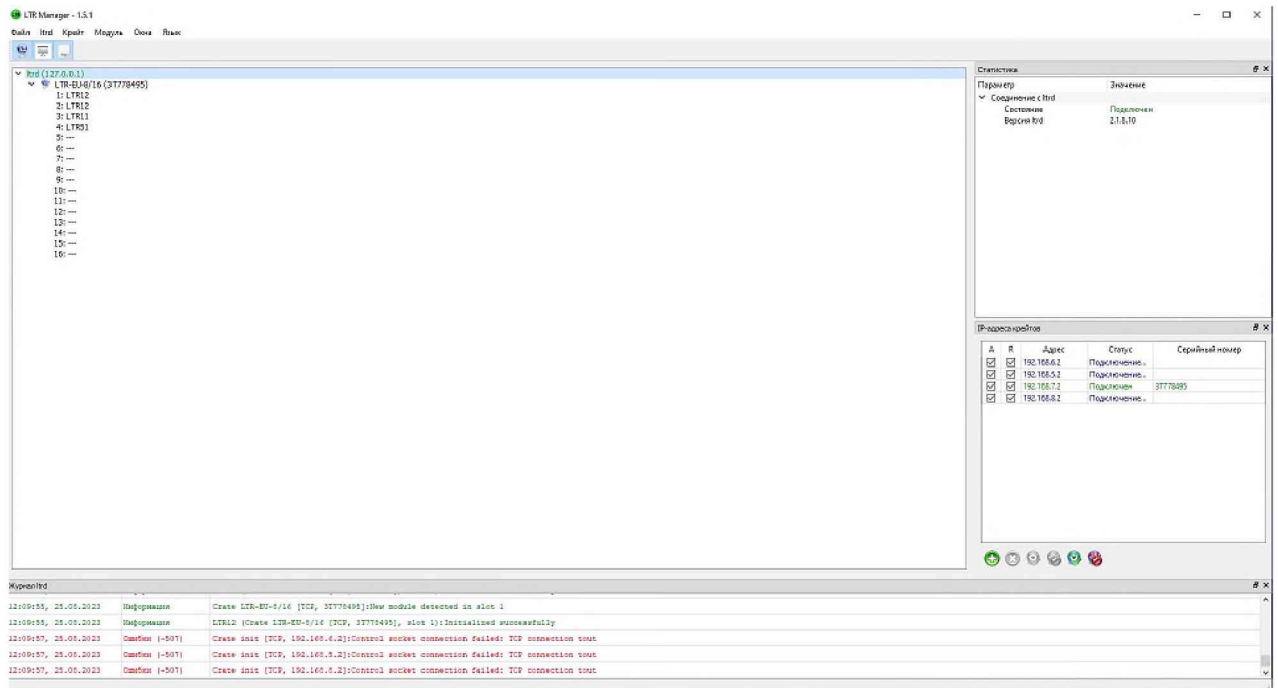 LTR Manager - 1.5.1
Файл ltrd Крейт Модуль Окна Язык
ltrd (127.0.0.1)
LTR-EU-8/16 (3T778495)
1: LTR12
2: LTR12
3: LTR11
4: LTR51
5: ---
6: ---
7: ---
8: ---
9: ---
10: ---
11: ---
12: ---
13: ---
14: ---
15: ---
16: ---
Статистика
Параметр Значение
Соединение с ltrd
Состояние Подключен
Версия ltrd 2.1.8.10
IP-адреса крейтов
А R Адрес Статус Серийный номер
192.168.6.2 Подключение...
192.168.5.2 Подключение...
192.168.7.2 Подключен 3T778495
192.168.8.2 Подключение...
Журнал ltrd
12:09:55, 25.08.2023 Информация Crate LTR-EU-8/16 [TCP, 3T778495]:New module detected in slot 1
12:09:55, 25.08.2023 Информация LTR12 (Crate LTR-EU-8/16 [TCP, 3T778495], slot 1):Initialized successfully
12:09:57, 25.08.2023 Ошибки (-507) Crate init [TCP, 192.168.6.2]:Control socket connection failed: TCP connection tout
12:09:57, 25.08.2023 Ошибки (-507) Crate init [TCP, 192.168.5.2]:Control socket connection failed: TCP connection tout
12:09:57, 25.08.2023 Ошибки (-507) Crate init [TCP, 192.168.8.2]:Control socket connection failed: TCP connection tout